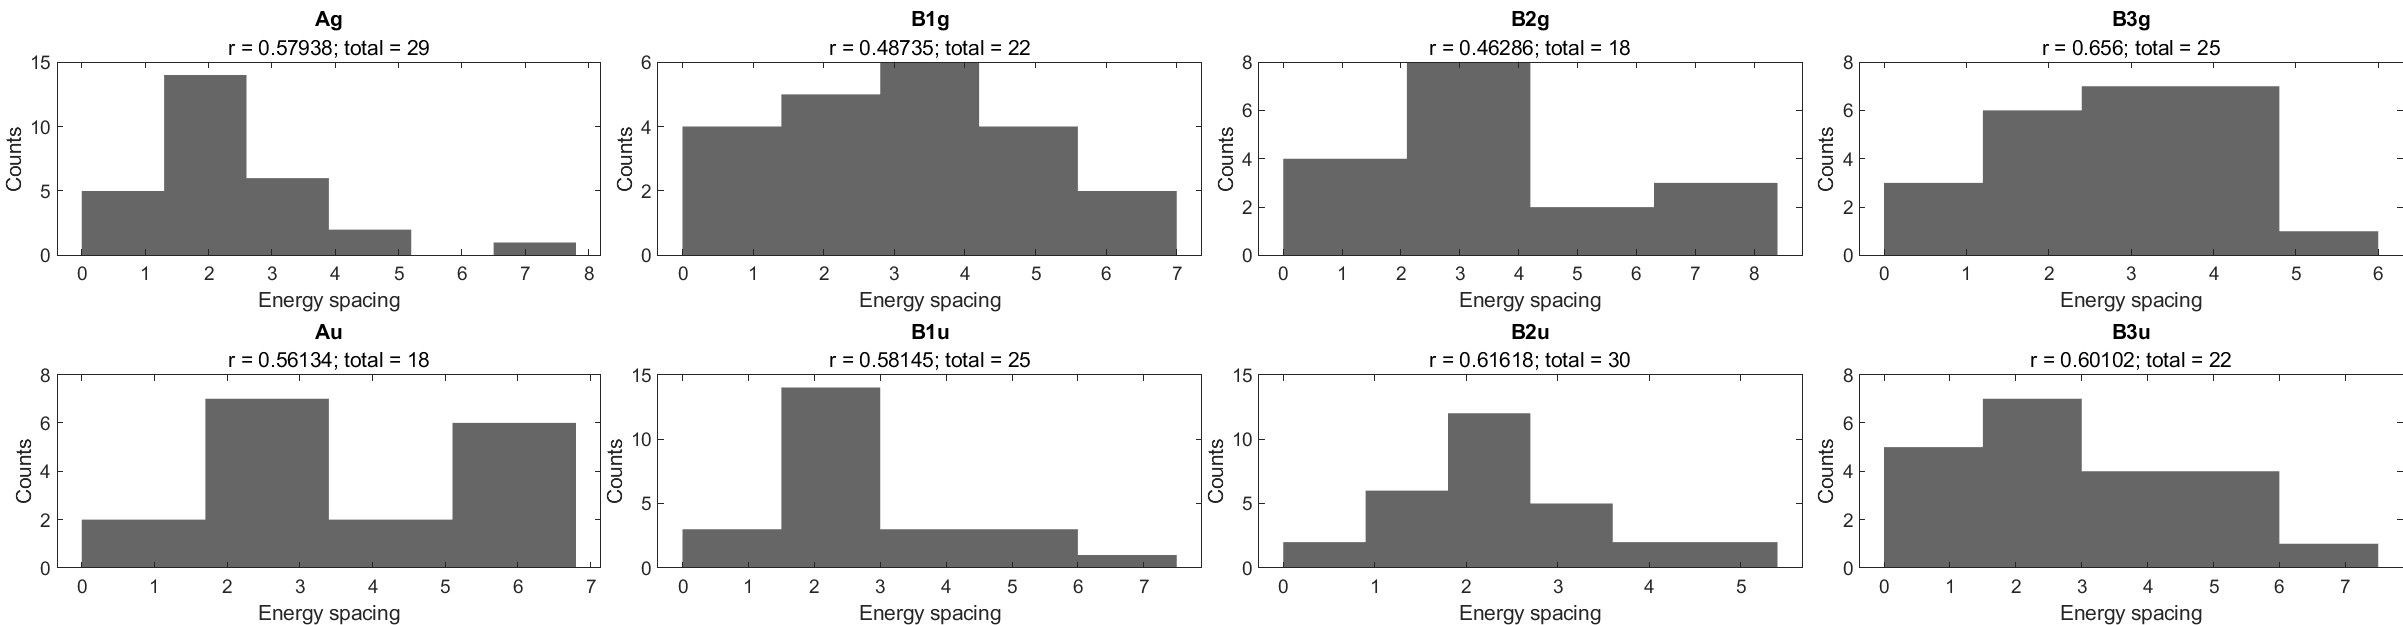 Ag
r = 0.57938; total = 29
15
10
5
0
Counts
0 1 2 3 4 5 6 7 8
Energy spacing
B1g
r = 0.48735; total = 22
6
4
2
0
Counts
0 1 2 3 4 5 6 7
Energy spacing
B2g
r = 0.46286; total = 18
8
6
4
2
0
Counts
0 1 2 3 4 5 6 7 8
Energy spacing
B3g
r = 0.656; total = 25
8
6
4
2
0
Counts
0 1 2 3 4 5 6
Energy spacing
Au
r = 0.56134; total = 18
8
6
4
2
0
Counts
0 1 2 3 4 5 6 7
Energy spacing
B1u
r = 0.58145; total = 25
15
10
5
0
Counts
0 1 2 3 4 5 6 7
Energy spacing
B2u
r = 0.61618; total = 30
15
10
5
0
Counts
0 1 2 3 4 5
Energy spacing
B3u
r = 0.60102; total = 22
8
6
4
2
0
Counts
0 1 2 3 4 5 6 7
Energy spacing